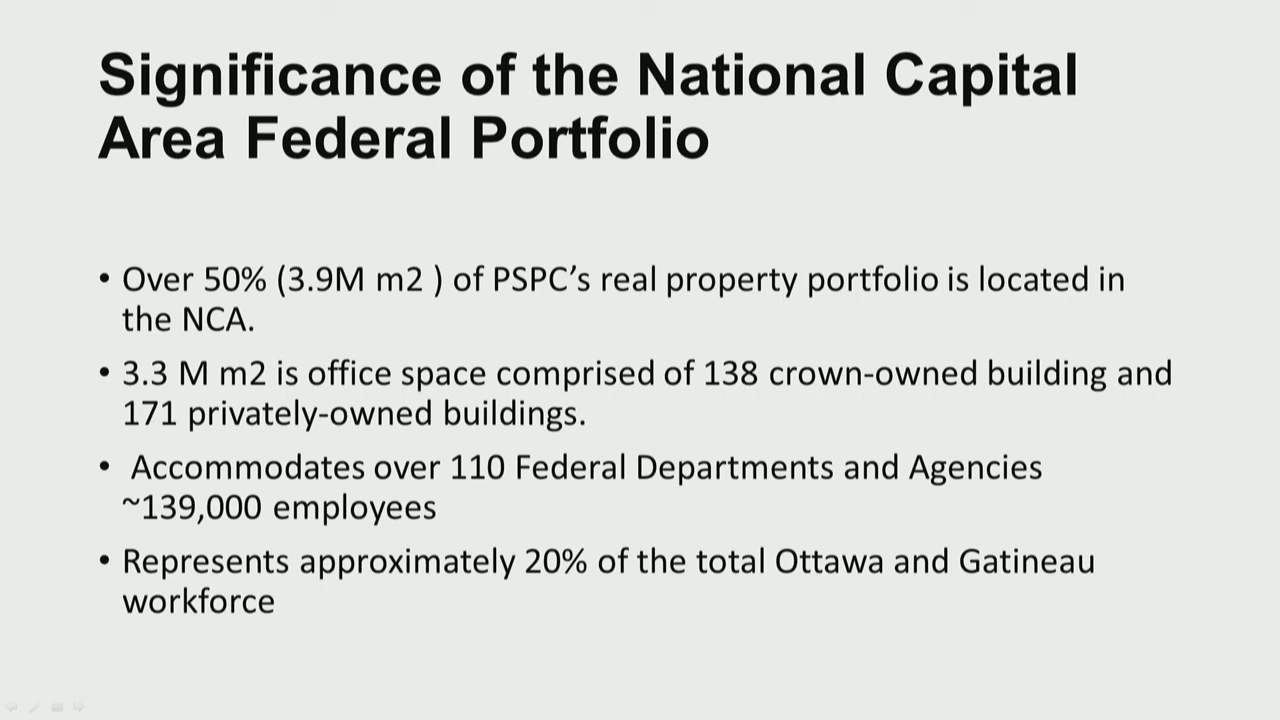 Significance of the National Capital
Area Federal Portfolio
• Over 50% (3.9M m2 ) of PSPC’s real property portfolio is located in
the NCA.
• 3.3 M m2 is office space comprised of 138 crown-owned building and
171 privately-owned buildings.
• Accommodates over 110 Federal Departments and Agencies
~139,000 employees
• Represents approximately 20% of the total Ottawa and Gatineau
workforce